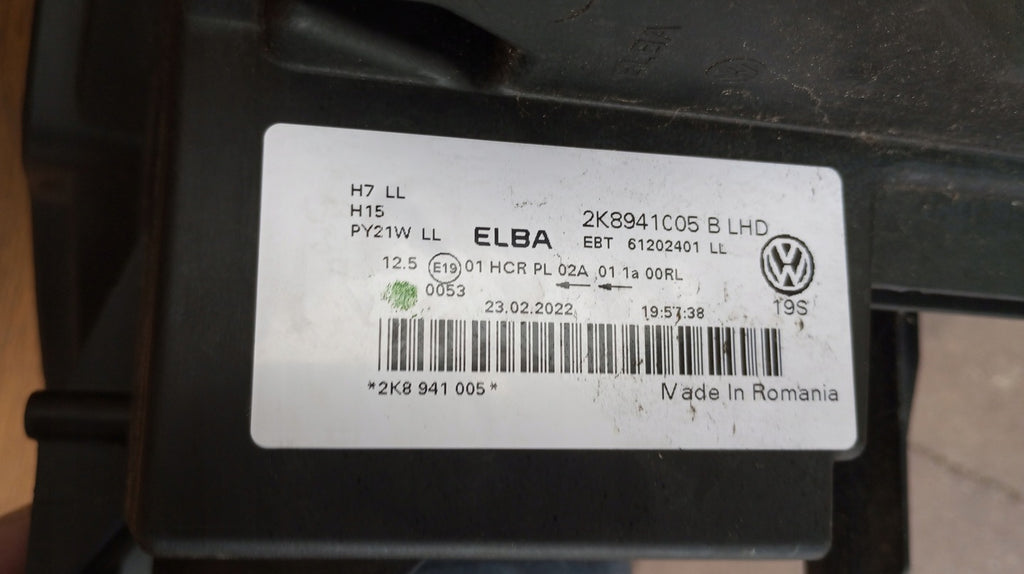 ELBA
H7 LL
H15
PY21W LL
ELBA
2K8941005 B LHD
EBT 61202401 LL
12.5 E19 01 HCR PL 02A 01 1a 00RL
0053
19S
23.02.2022 19:57:38
*2K8 941 005*
Made In Romania